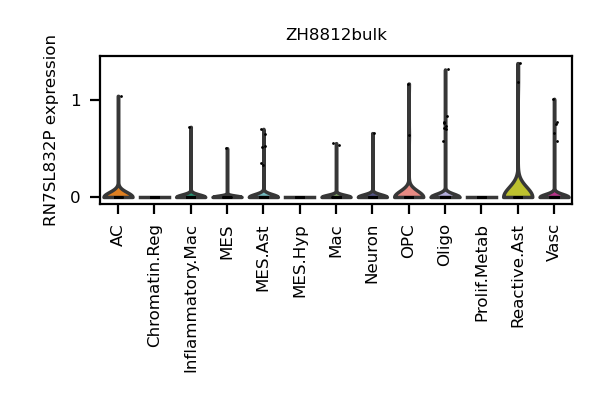 ZH8812bulk
RN7SL832P expression
1
0
AC
Chromatin.Reg
Inflammatory.Mac
MES
MES.Ast
MES.Hyp
Mac
Neuron
OPC
Oligo
Prolif.Metab
Reactive.Ast
Vasc